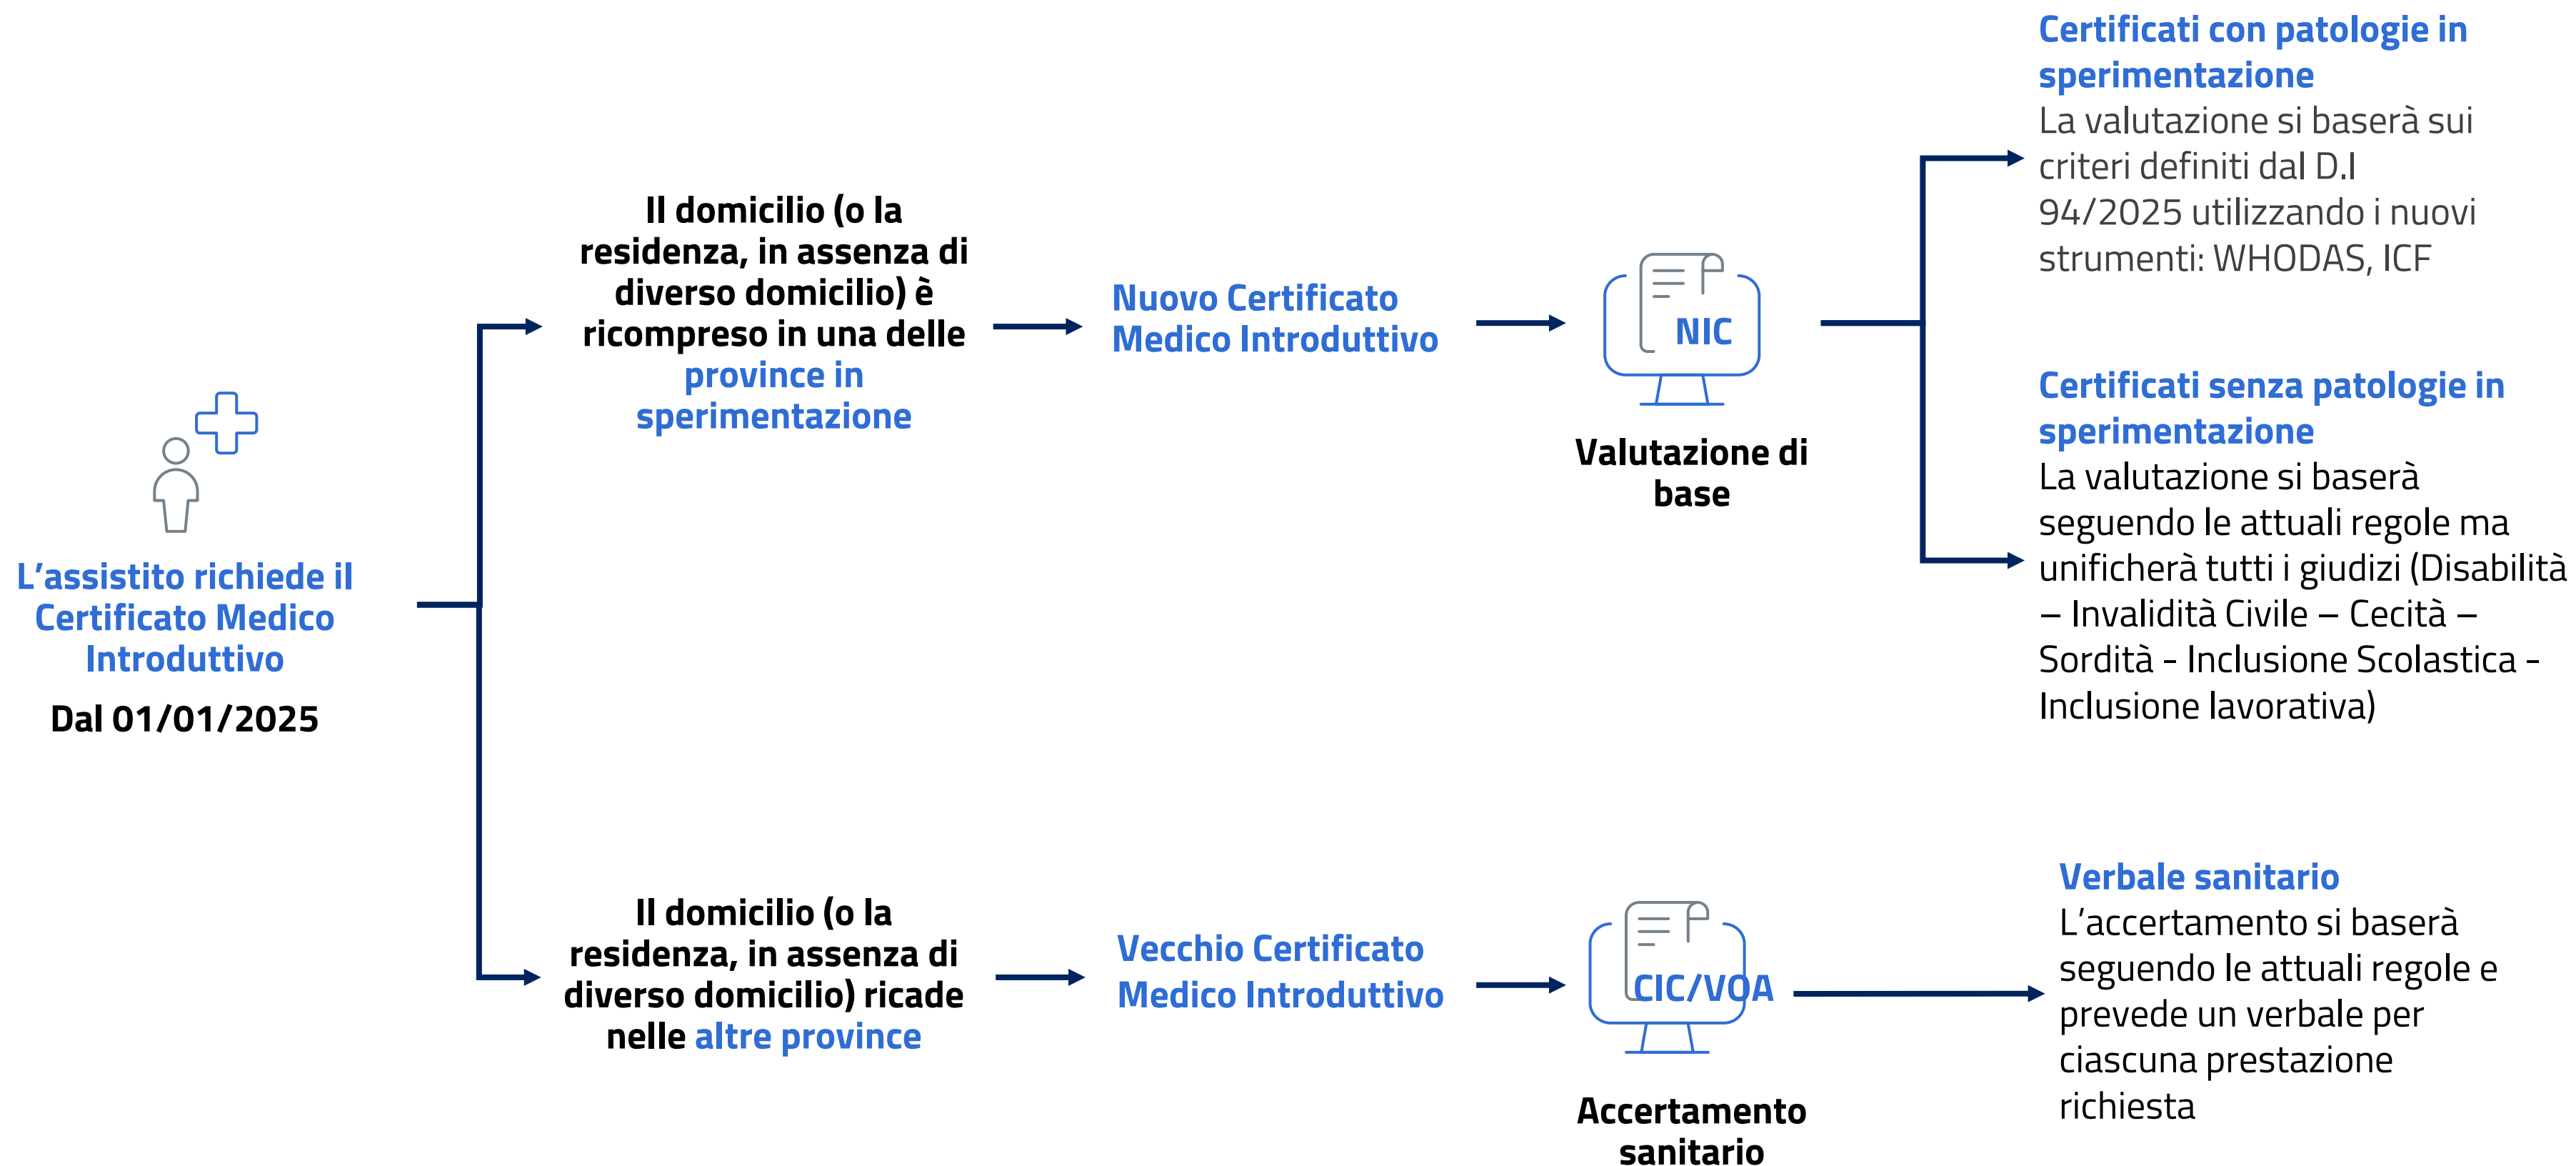 L'assistito richiede il
Certificato Medico
Introduttivo
Dal 01/01/2025
Il domicilio (o la
residenza, in assenza di
diverso domicilio) è
ricompreso in una delle
province in
sperimentazione
Nuovo Certificato
Medico Introduttivo
NIC
Valutazione di
base
Certificati con patologie in
sperimentazione
La valutazione si baserà sui
criteri definiti dal D.I
94/2025 utilizzando i nuovi
strumenti: WHODAS, ICF
Certificati senza patologie in
sperimentazione
La valutazione si baserà
seguendo le attuali regole ma
unificherà tutti i giudizi (Disabilità
– Invalidità Civile – Cecità –
Sordità - Inclusione Scolastica -
Inclusione lavorativa)
Il domicilio (o la
residenza, in assenza di
diverso domicilio) ricade
nelle altre province
Vecchio Certificato
Medico Introduttivo
CIC/VOA
Accertamento
sanitario
Verbale sanitario
L'accertamento si baserà
seguendo le attuali regole e
prevede un verbale per
ciascuna prestazione
richiesta